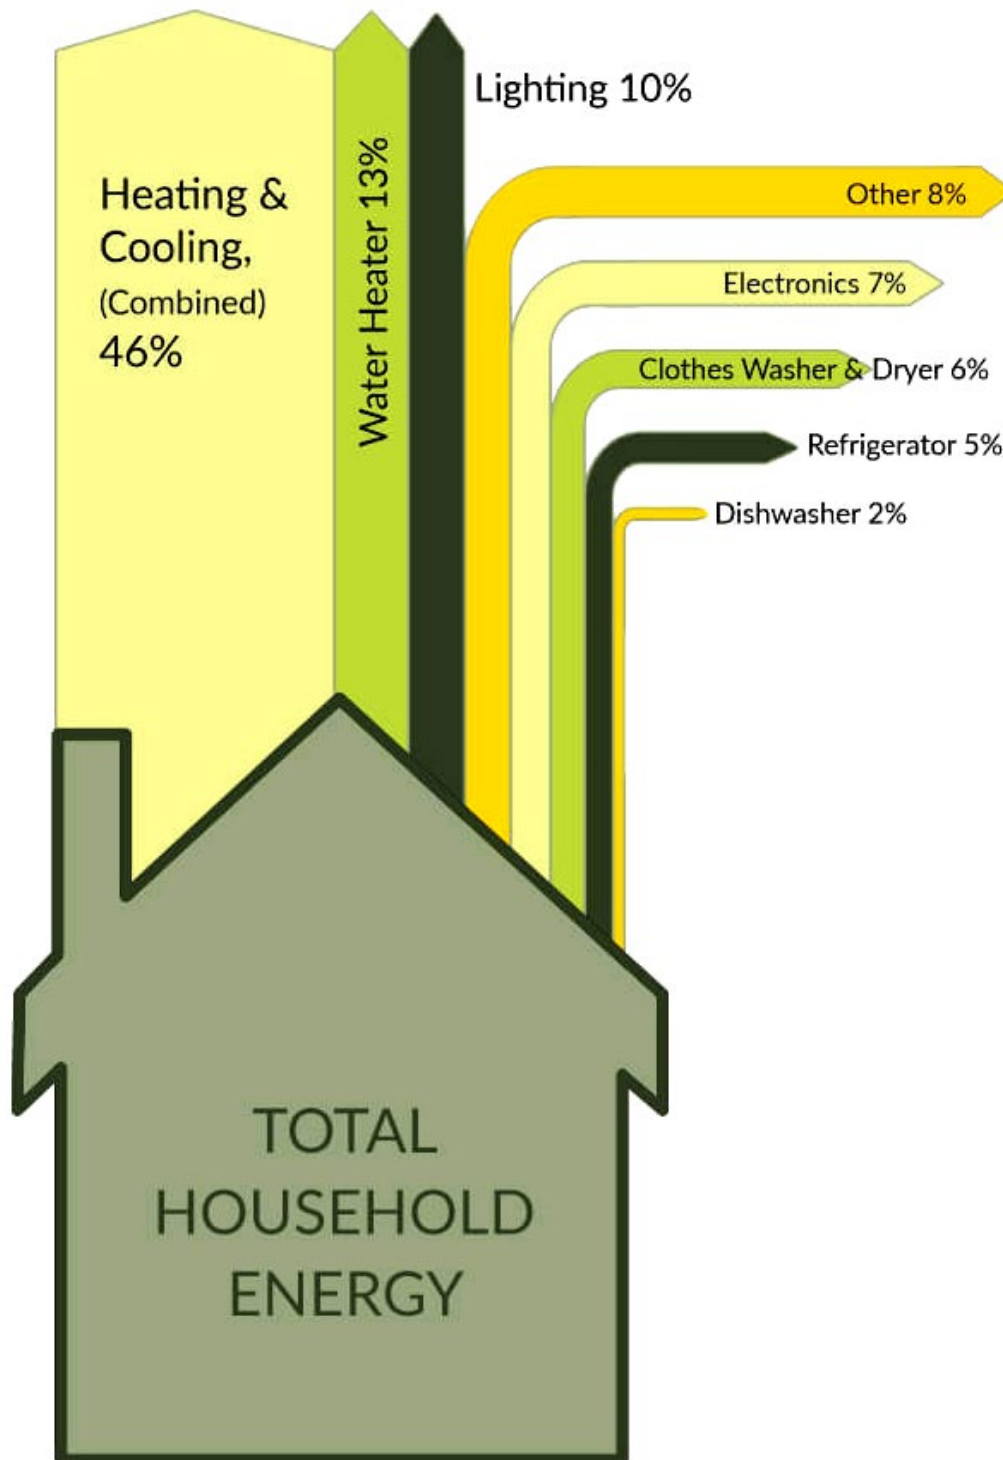 Lighting 10%
Heating &
Cooling,
(Combined)
46%
Water Heater 13%
Other 8%
Electronics 7%
Clothes Washer & Dryer 6%
Refrigerator 5%
Dishwasher 2%
TOTAL
HOUSEHOLD
ENERGY